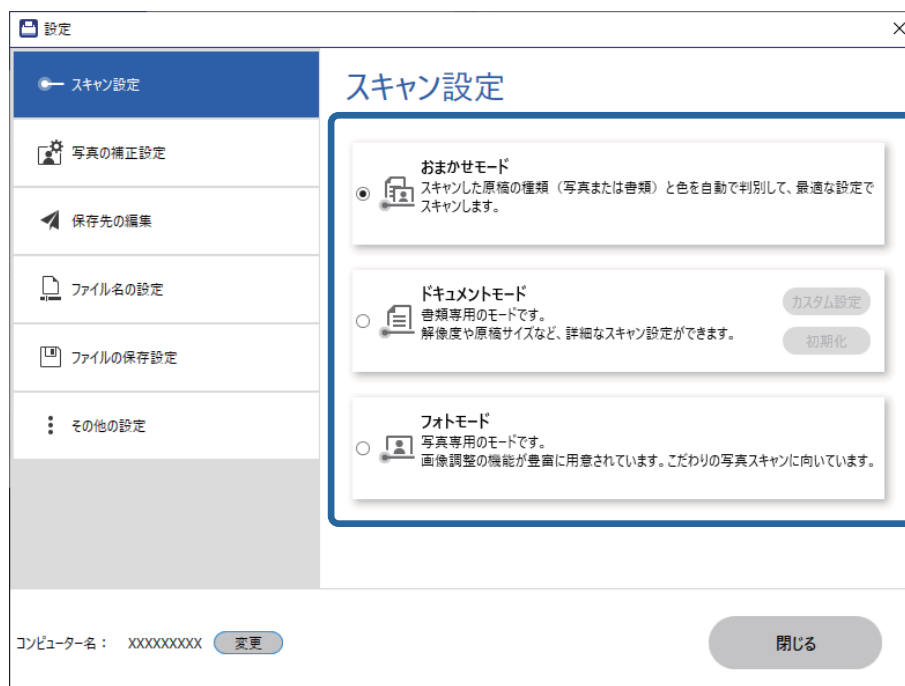 設定
スキャン設定
写真の補正設定
保存先の編集
ファイル名の設定
ファイルの保存設定
その他の設定
スキャン設定
おまかせモード
スキャンした原稿の種類（写真または書類）と色を自動で判別して、最適な設定で
スキャンします。
ドキュメントモード
書類専用のモードです。
解像度や原稿サイズなど、詳細なスキャン設定ができます。
カスタム設定
初期化
フォトモード
写真専用のモードです。
画像調整の機能が豊富に用意されています。こだわりの写真スキャンに向いています。
コンピューター名： XXXXXXXXX 変更
閉じる